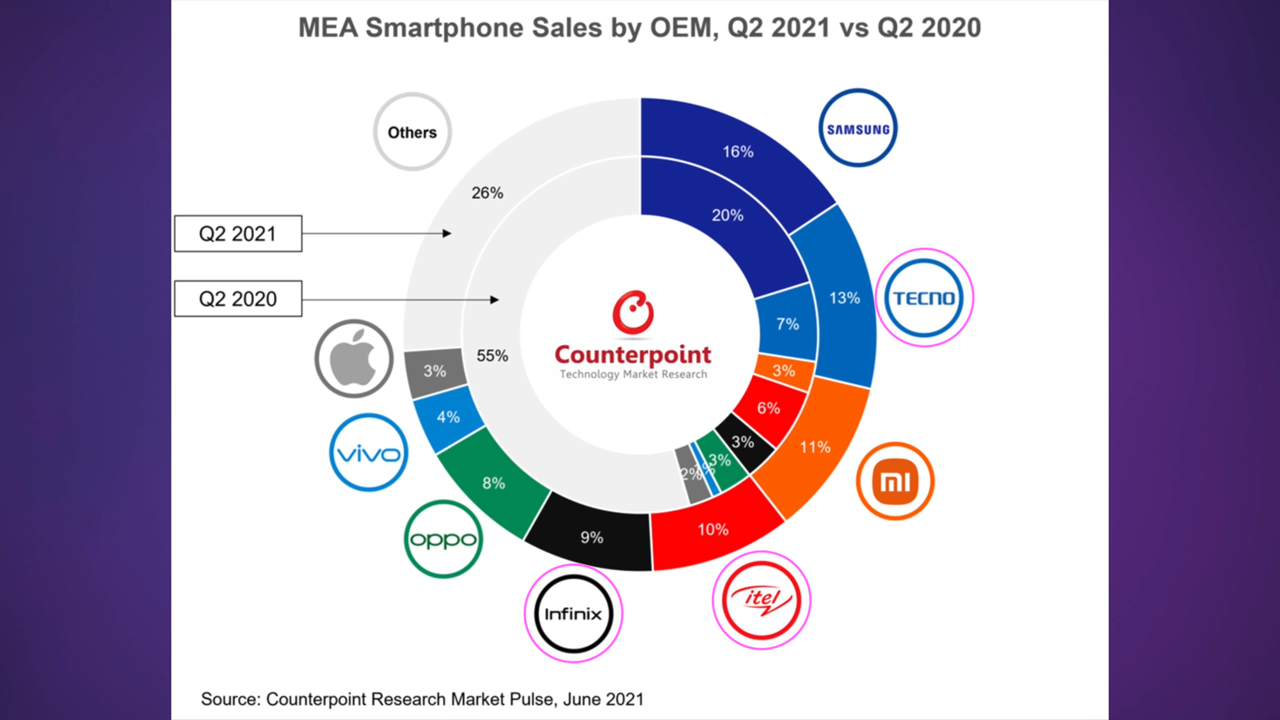 MEA Smartphone Sales by OEM, Q2 2021 vs Q2 2020
Others
SAMSUNG
16%
26%
20%
Q2 2021
Q2 2020
TECNO
13%
7%
55%
3%
3%
Counterpoint
Technology Market Research
6%
4%
3%
11%
vivo
3%
2%
1%
mi
8%
10%
9%
oppo
Infinix
itel
Source: Counterpoint Research Market Pulse, June 2021